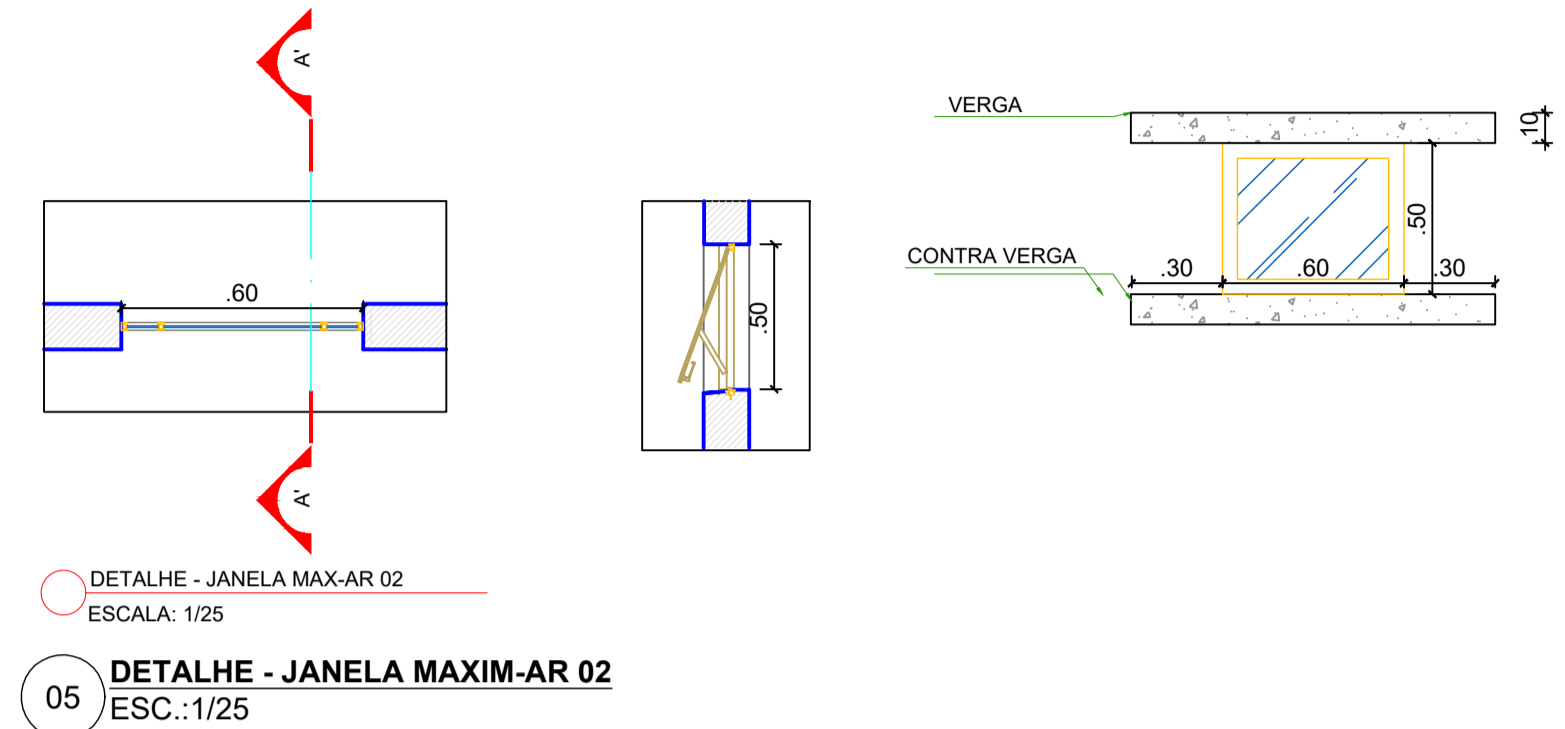 A'
.60
A'
DETALHE - JANELA MAX-AR 02
ESCALA: 1/25
05
DETALHE - JANELA MAXIM-AR 02
ESC.:1/25
.50
VERGA
.10
.50
CONTRA VERGA
.30 .60 .30